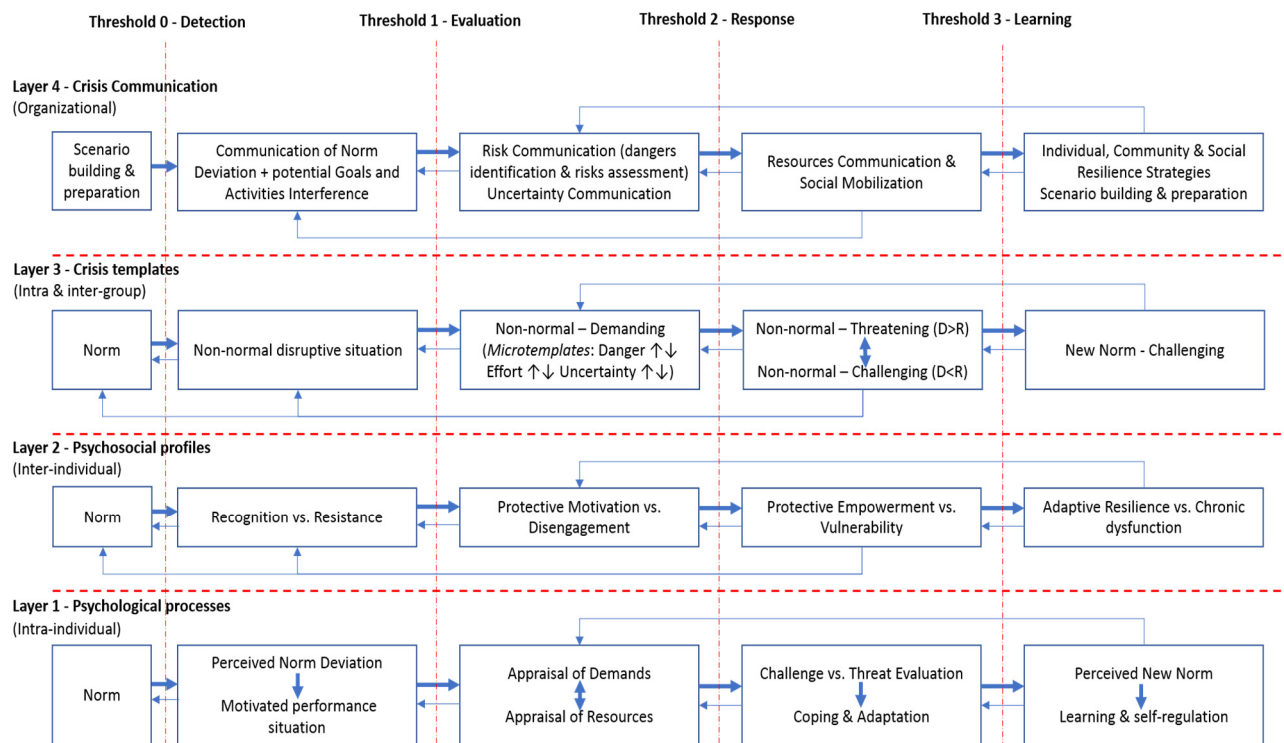 Threshold 0 - Detection
Threshold 1 - Evaluation
Threshold 2 - Response
Threshold 3 - Learning
Layer 4 - Crisis Communication
(Organizational)
Scenario
building &
preparation
Communication of Norm
Deviation + potential Goals and
Activities Interference
Risk Communication (dangers
identification & risks assessment)
Uncertainty Communication
Resources Communication &
Social Mobilization
Individual, Community & Social
Resilience Strategies
Scenario building & preparation
Layer 3 - Crisis templates
(Intra & inter-group)
Norm
Non-normal disruptive situation
Non-normal – Demanding
(Microtemplates: Danger ↑↓
Effort ↑↓ Uncertainty ↑↓)
Non-normal – Threatening (D>R)
Non-normal – Challenging (D<R)
New Norm - Challenging
Layer 2 - Psychosocial profiles
(Inter-individual)
Norm
Recognition vs. Resistance
Protective Motivation vs.
Disengagement
Protective Empowerment vs.
Vulnerability
Adaptive Resilience vs. Chronic
dysfunction
Layer 1 - Psychological processes
(Intra-individual)
Norm
Perceived Norm Deviation
Motivated performance
situation
Appraisal of Demands
Appraisal of Resources
Challenge vs. Threat Evaluation
Coping & Adaptation
Perceived New Norm
Learning & self-regulation